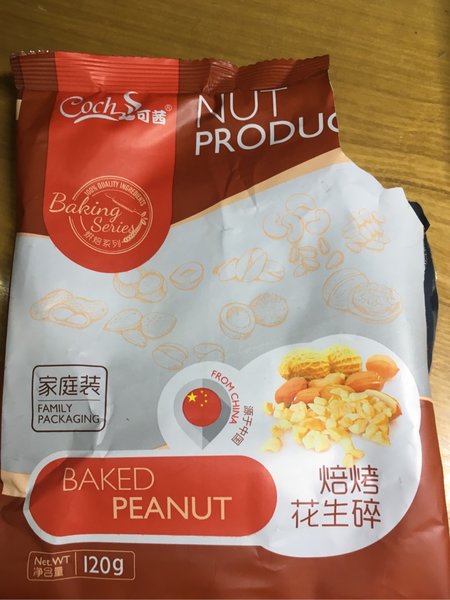 Coch 可茜®
NUT
PRODUC
100% QUALITY INGREDIENTS
Baking
Series
烘焙系列
家庭装
FAMILY
PACKAGING
FROM CHINA
源于中国
BAKED
PEANUT
焙烤
花生碎
Net.WT
净含量
120g